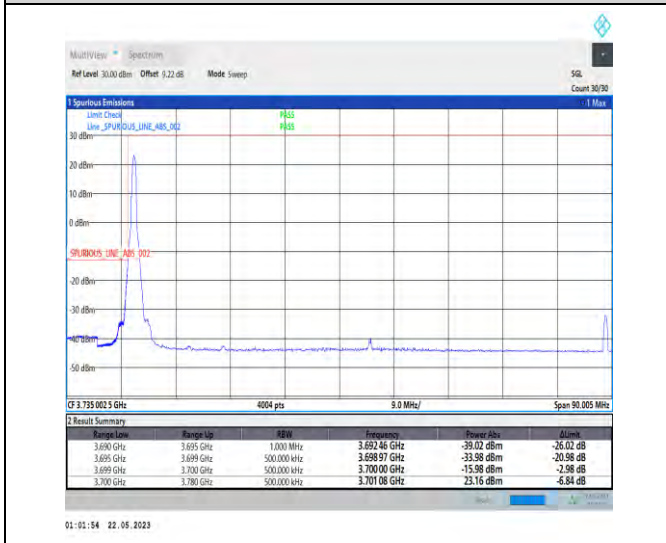 MultiView Spectrum
Ref Level 30.00 dBm Offset 9.22 dB Mode Sweep SGL
Count 30/30
1 Spurious Emissions 1 Max
Limit Check PASS
Line _SPURIOUS_LINE_ABS_002 PASS
30 dBm
20 dBm
10 dBm
0 dBm
_SPURIOUS_LINE_ABS_002
-20 dBm
-30 dBm
-40 dBm
-50 dBm
CF 3.735 002 5 GHz 4004 pts 9.0 MHz/ Span 90.005 MHz
2 Result Summary
Range Low Range Up RBW Frequency Power Abs ΔLimit
3.690 GHz 3.695 GHz 1.000 MHz 3.692 46 GHz -39.02 dBm -26.02 dB
3.695 GHz 3.699 GHz 500.000 kHz 3.698 97 GHz -33.98 dBm -20.98 dB
3.699 GHz 3.700 GHz 500.000 kHz 3.700 00 GHz -15.98 dBm -2.98 dB
3.700 GHz 3.780 GHz 500.000 kHz 3.701 08 GHz 23.16 dBm -6.84 dB
01:01:54 22.05.2023